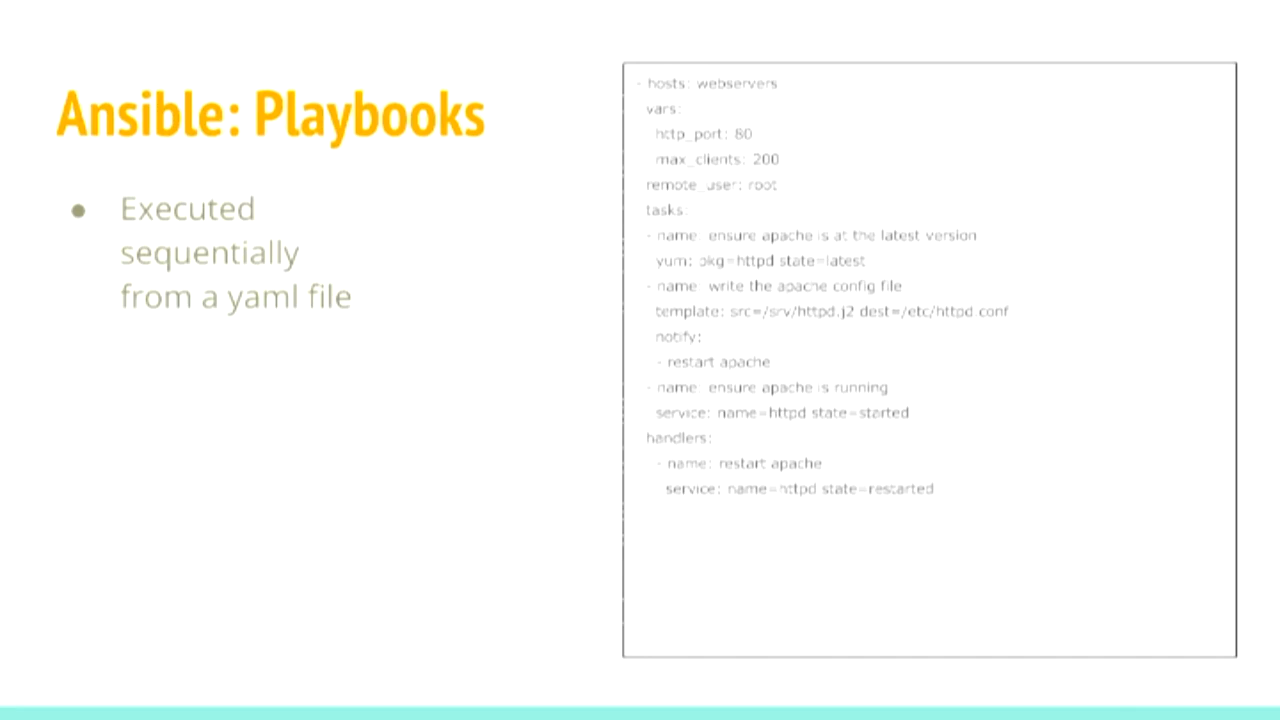 Ansible: Playbooks
● Executed
sequentially
from a yaml file
- hosts: webservers
vars:
http_port: 80
max_clients: 200
remote_user: root
tasks:
- name: ensure apache is at the latest version
yum: pkg=httpd state=latest
- name: write the apache config file
template: src=/srv/httpd.j2 dest=/etc/httpd.conf
notify:
- restart apache
- name: ensure apache is running
service: name=httpd state=started
handlers:
- name: restart apache
service: name=httpd state=restarted